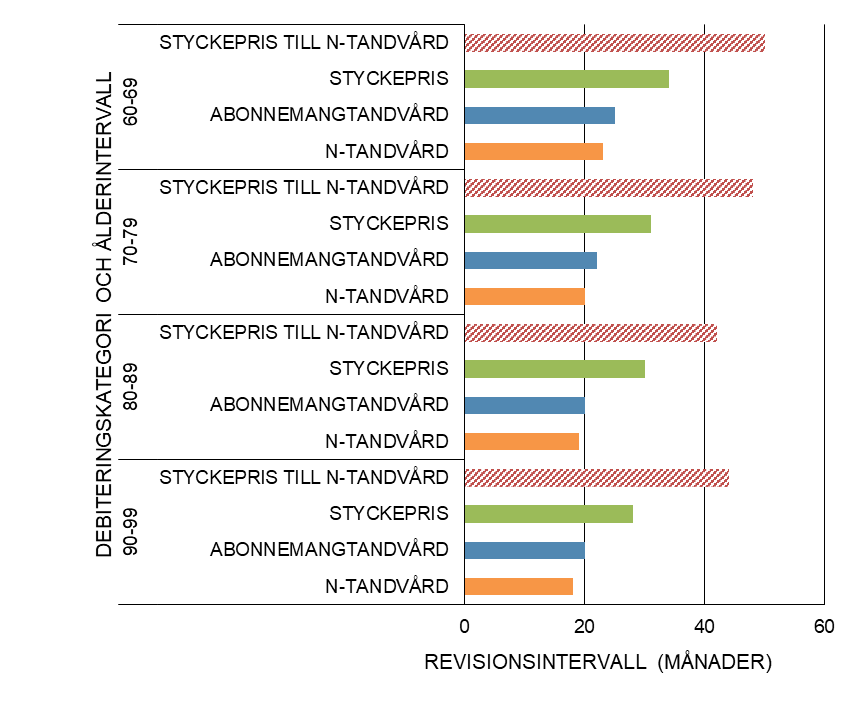 DEBITERINGSKATEGORI OCH ÅLDERINTERVALL
60-69
STYCKEPRIS TILL N-TANDVÅRD
STYCKEPRIS
ABONNEMANGTANDVÅRD
N-TANDVÅRD
70-79
STYCKEPRIS TILL N-TANDVÅRD
STYCKEPRIS
ABONNEMANGTANDVÅRD
N-TANDVÅRD
80-89
STYCKEPRIS TILL N-TANDVÅRD
STYCKEPRIS
ABONNEMANGTANDVÅRD
N-TANDVÅRD
90-99
STYCKEPRIS TILL N-TANDVÅRD
STYCKEPRIS
ABONNEMANGTANDVÅRD
N-TANDVÅRD
0 20 40 60
REVISIONSINTERVALL (MÅNADER)